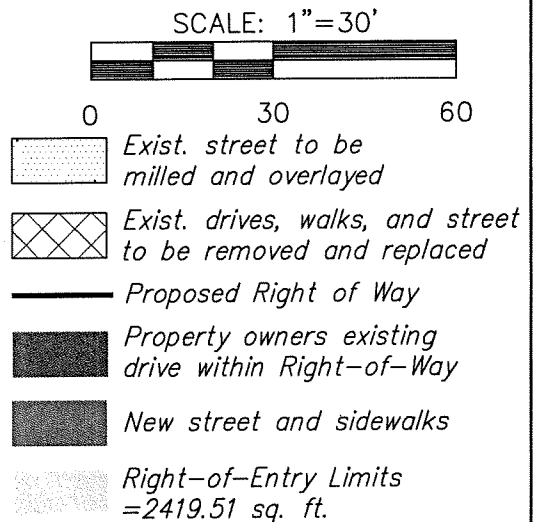 SCALE: 1"=30'
0 30 60
Exist. street to be
milled and overlayed
Exist. drives, walks, and street
to be removed and replaced
Proposed Right of Way
Property owners existing
drive within Right-of-Way
New street and sidewalks
Right-of-Entry Limits
=2419.51 sq. ft.